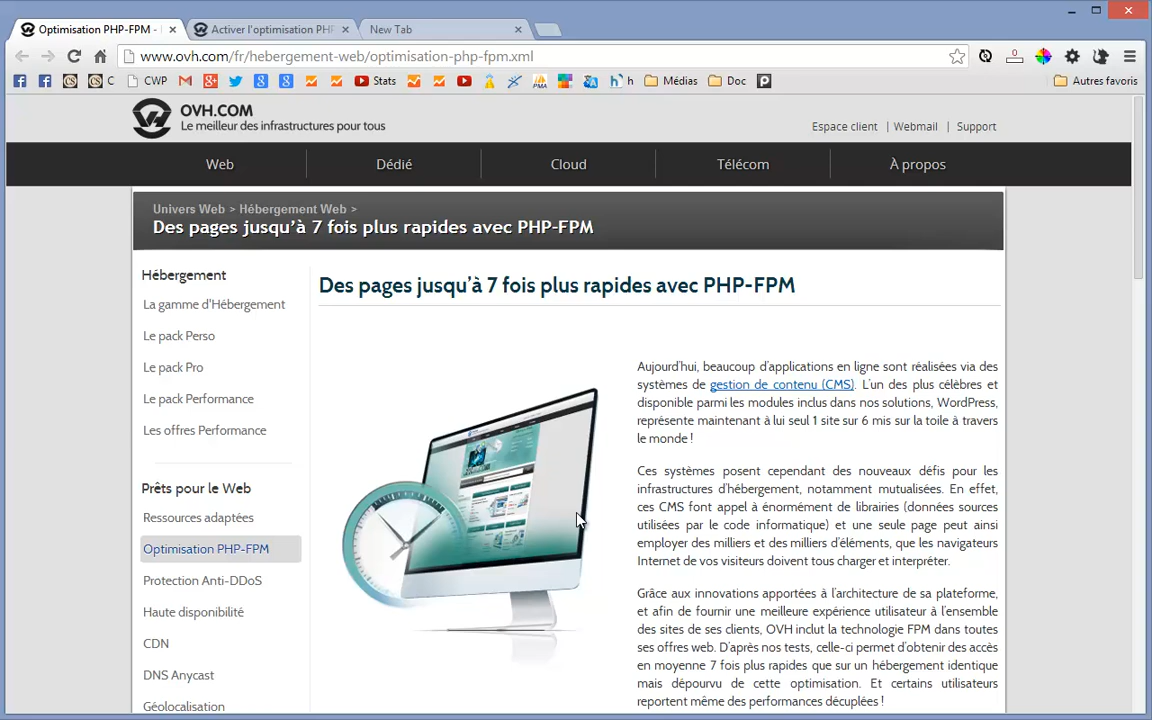 Optimisation PHP-FPM -
Activer l'optimisation PHP
New Tab
www.ovh.com/fr/hebergement-web/optimisation-php-fpm.xml
0
C
CWP
Stats
PMA
h
Médias
Doc
Autres favoris
OVH.COM
Le meilleur des infrastructures pour tous
Espace client | Webmail | Support
Web
Dédié
Cloud
Télécom
À propos
Univers Web > Hébergement Web >
Des pages jusqu'à 7 fois plus rapides avec PHP-FPM
Hébergement
La gamme d'Hébergement
Le pack Perso
Le pack Pro
Le pack Performance
Les offres Performance
Prêts pour le Web
Ressources adaptées
Optimisation PHP-FPM
Protection Anti-DDoS
Haute disponibilité
CDN
DNS Anycast
Géolocalisation
Des pages jusqu'à 7 fois plus rapides avec PHP-FPM
Aujourd'hui, beaucoup d'applications en ligne sont réalisées via des
systèmes de gestion de contenu (CMS). L'un des plus célèbres et
disponible parmi les modules inclus dans nos solutions, WordPress,
représente maintenant à lui seul 1 site sur 6 mis sur la toile à travers
le monde !
Ces systèmes posent cependant des nouveaux défis pour les
infrastructures d'hébergement, notamment mutualisées. En effet,
ces CMS font appel à énormément de librairies (données sources
utilisées par le code informatique) et une seule page peut ainsi
employer des milliers et des milliers d'éléments, que les navigateurs
Internet de vos visiteurs doivent tous charger et interpréter.
Grâce aux innovations apportées à l'architecture de sa plateforme,
et afin de fournir une meilleure expérience utilisateur à l'ensemble
des sites de ses clients, OVH inclut la technologie FPM dans toutes
ses offres web. D'après nos tests, celle-ci permet d'obtenir des accès
en moyenne 7 fois plus rapides que sur un hébergement identique
mais dépourvu de cette optimisation. Et certains utilisateurs
reportent même des performances décuplées !